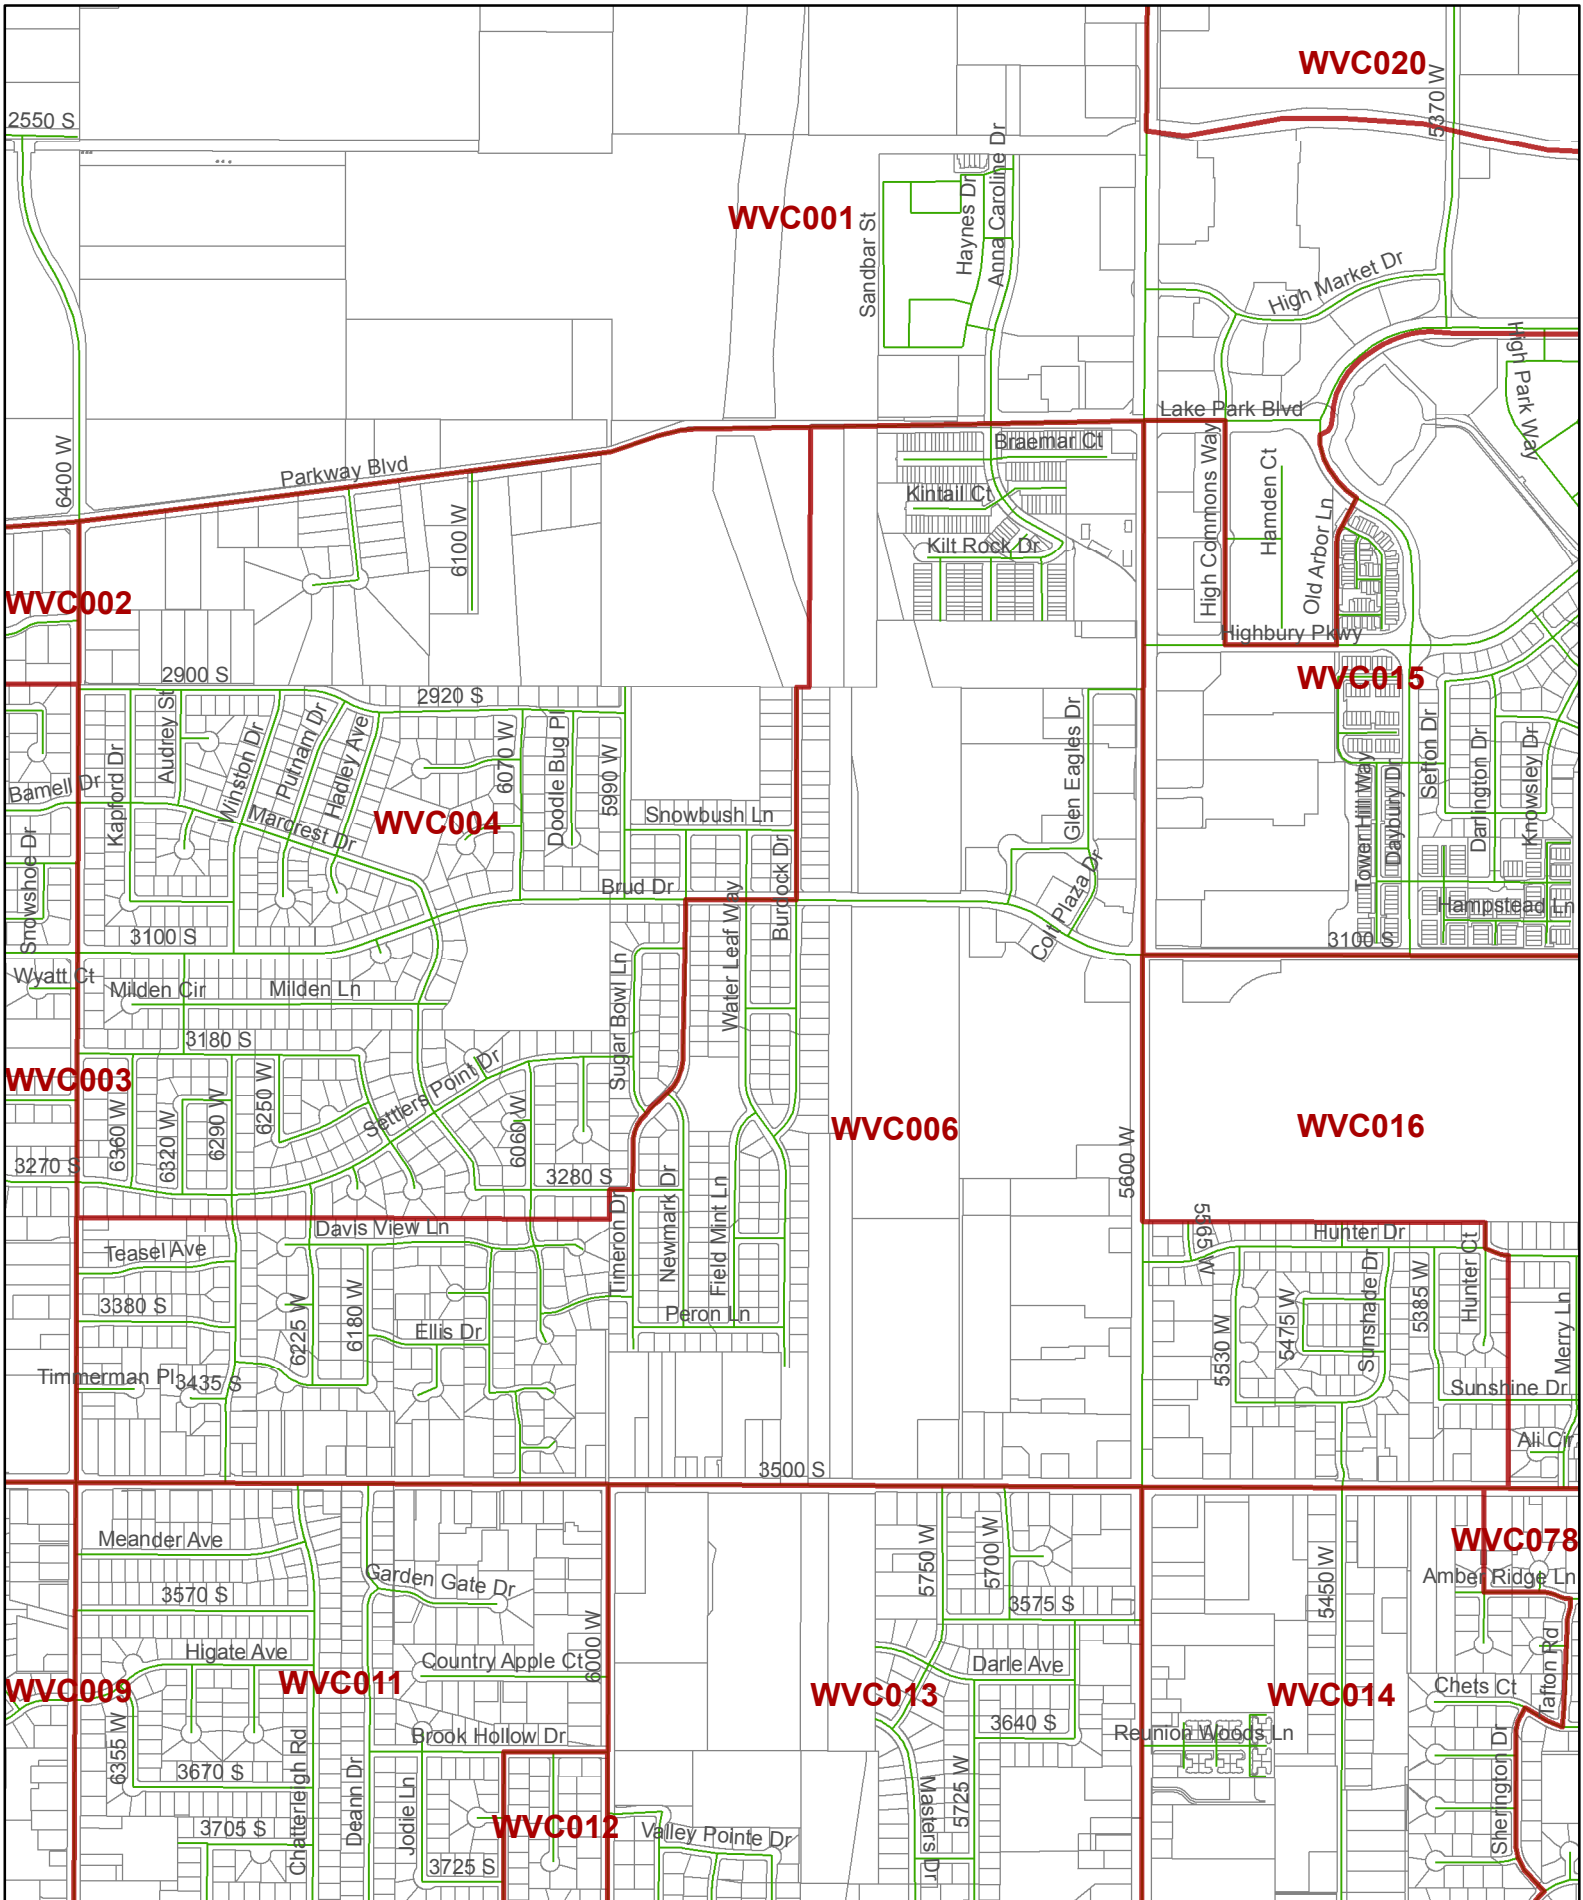 WVC020
5370 W
2550 S
WVC001
Sandbar St
Haynes Dr
Anna Caroline Dr
High Market Dr
High Park Way
Lake Park Blvd
6400 W
Parkway Blvd
6100 W
Braemar Ct
Kintail Ct
Kilt Rock Dr
High Commons Way
Hamden Ct
Old Arbor Ln
WVC002
Highbury Pkwy
2900 S
2920 S
WVC015
Kapford Dr
Audrey St
Winston Dr
Putnam Dr
Hadley Ave
6070 W
Doodle Bug Pl
5990 W
Glen Eagles Dr
Sefton Dr
Darlington Dr
Knowsley Dr
Tower Hill Way
Daybury Dr
Barnell Dr
Marcrest Dr
WVC004
Snowbush Ln
Snowshoe Dr
Brud Dr
Water Leaf Way
Burdock Dr
Colt Plaza Dr
Hampstead Ln
3100 S
3100 S
Wyatt Ct
Milden Cir
Milden Ln
Sugar Bowl Ln
3180 S
WVC003
Settlers Point Dr
6360 W
6320 W
6290 W
6250 W
6060 W
WVC006
WVC016
5600 W
3270 S
3280 S
Timeron Dr
Newmark Dr
Field Mint Ln
Davis View Ln
5565 W
Hunter Dr
Hunter Ct
Teasel Ave
3380 S
6225 W
6180 W
Ellis Dr
Peron Ln
5530 W
5475 W
Sunshade Dr
5385 W
Merry Ln
Timmerman Pl
3435 S
Sunshine Dr
Ali Cir
3500 S
Meander Ave
3570 S
Garden Gate Dr
5750 W
5700 W
3575 S
5450 W
WVC078
Amber Ridge Ln
Higate Ave
Country Apple Ct
6000 W
Darle Ave
Tafton Rd
WVC009
WVC011
WVC013
WVC014
Chets Ct
6355 W
Brook Hollow Dr
3640 S
Reunion Woods Ln
3670 S
Chatterleigh Rd
Deann Dr
Jodie Ln
Masters Dr
5725 W
Sherington Dr
3705 S
WVC012
Valley Pointe Dr
3725 S